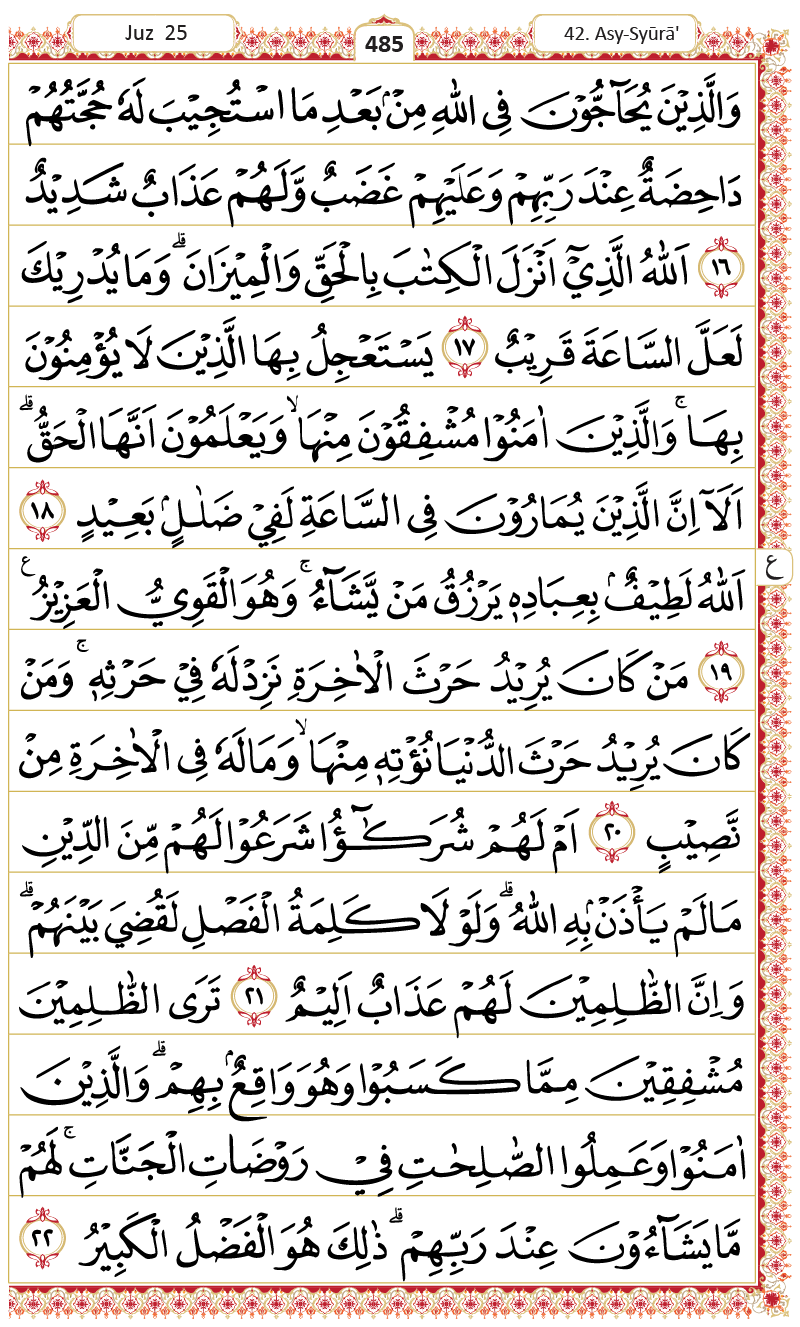 Juz 25
485
42. Asy-Syūrā'
وَالَّذِيْنَ يُحَاۤجُّوْنَ فِى اللّٰهِ مِنْۢ بَعْدِ مَا اسْتُجِيْبَ لَهٗ حُجَّتُهُمْ
دَاحِضَةٌ عِنْدَ رَبِّهِمْ وَعَلَيْهِمْ غَضَبٌ وَّلَهُمْ عَذَابٌ شَدِيْدٌ
١٦ اَللّٰهُ الَّذِيْٓ اَنْزَلَ الْكِتٰبَ بِالْحَقِّ وَالْمِيْزَانَ ۗوَمَا يُدْرِيْكَ
لَعَلَّ السَّاعَةَ قَرِيْبٌ ١٧ يَسْتَعْجِلُ بِهَا الَّذِيْنَ لَا يُؤْمِنُوْنَ
بِهَا ۚوَالَّذِيْنَ اٰمَنُوْا مُشْفِقُوْنَ مِنْهَاۙ وَيَعْلَمُوْنَ اَنَّهَا الْحَقُّ ۗ
اَلَآ اِنَّ الَّذِيْنَ يُمَارُوْنَ فِى السَّاعَةِ لَفِيْ ضَلٰلٍۢ بَعِيْدٍ ١٨
ع
اَللّٰهُ لَطِيْفٌۢ بِعِبَادِهٖ يَرْزُقُ مَنْ يَّشَاۤءُ ۚوَهُوَ الْقَوِيُّ الْعَزِيْزُ ࣖ
١٩ مَنْ كَانَ يُرِيْدُ حَرْثَ الْاٰخِرَةِ نَزِدْ لَهٗ فِيْ حَرْثِهٖۚ وَمَنْ
كَانَ يُرِيْدُ حَرْثَ الدُّنْيَا نُؤْتِهٖ مِنْهَاۙ وَمَا لَهٗ فِى الْاٰخِرَةِ مِنْ
نَّصِيْبٍ ٢٠ اَمْ لَهُمْ شُرَكٰۤؤُا شَرَعُوْا لَهُمْ مِّنَ الدِّيْنِ
مَا لَمْ يَأْذَنْۢ بِهِ اللّٰهُ ۗوَلَوْلَا كَلِمَةُ الْفَصْلِ لَقُضِيَ بَيْنَهُمْ ۗ
وَاِنَّ الظّٰلِمِيْنَ لَهُمْ عَذَابٌ اَلِيْمٌ ٢١ تَرَى الظّٰلِمِيْنَ
مُشْفِقِيْنَ مِمَّا كَسَبُوْا وَهُوَ وَاقِعٌۢ بِهِمْ ۗوَالَّذِيْنَ
اٰمَنُوْا وَعَمِلُوا الصّٰلِحٰتِ فِيْ رَوْضَاتِ الْجَنّٰتِۚ لَهُمْ
مَّا يَشَاۤءُوْنَ عِنْدَ رَبِّهِمْ ۗذٰلِكَ هُوَ الْفَضْلُ الْكَبِيْرُ ٢٢